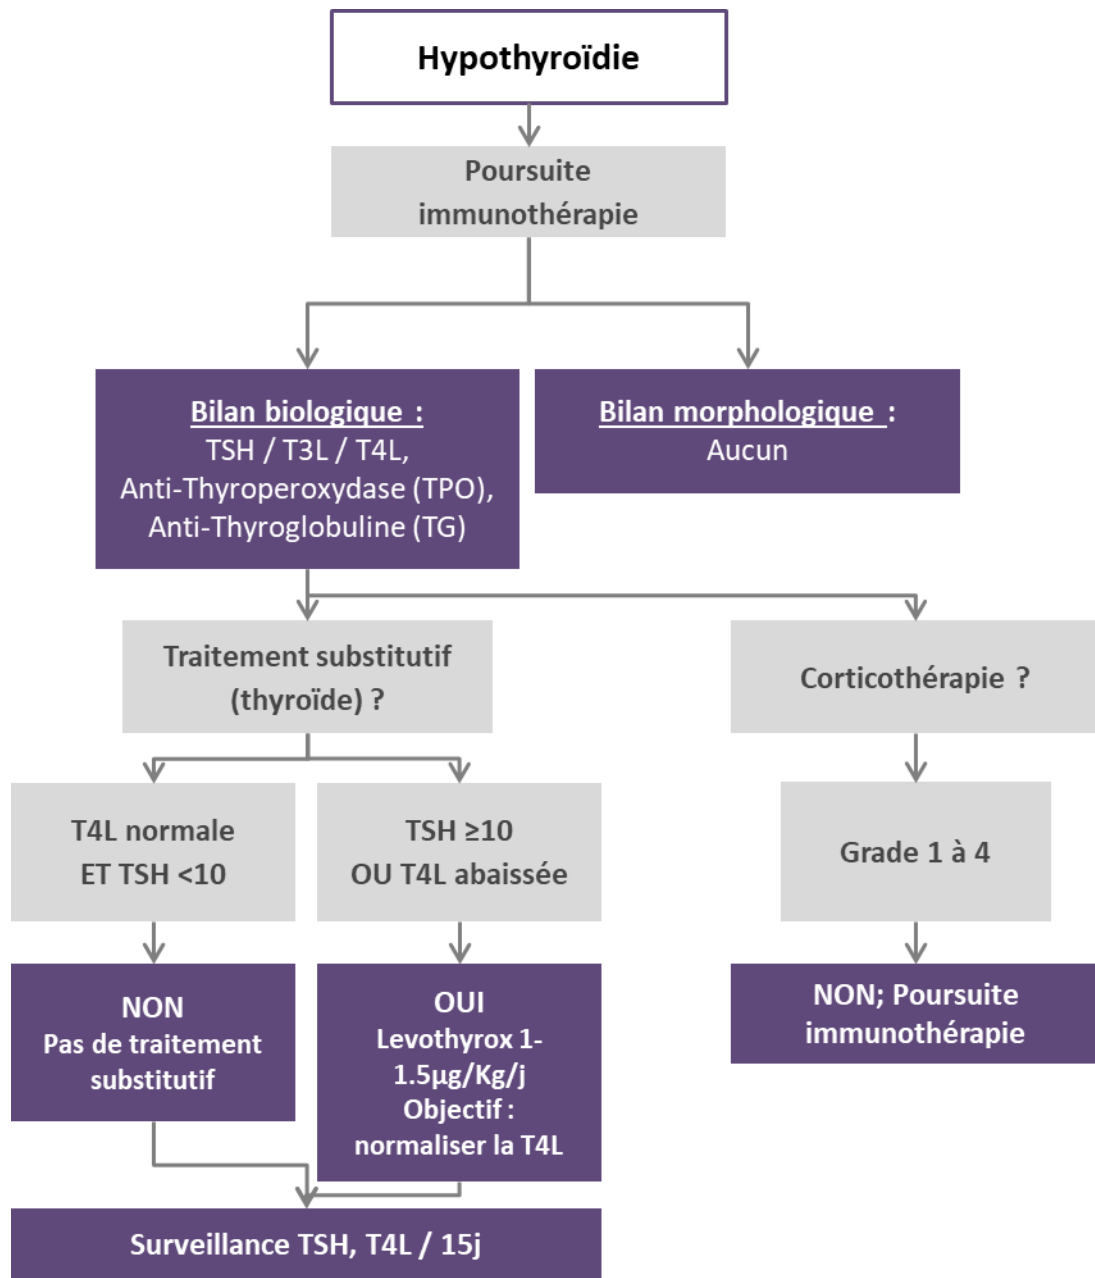 Hypothyroïdie
Poursuite
immunothérapie
Bilan biologique :
TSH / T3L / T4L,
Anti-Thyroperoxydase (TPO),
Anti-Thyroglobuline (TG)
Bilan morphologique :
Aucun
Traitement substitutif
(thyroïde) ?
Corticothérapie ?
T4L normale
ET TSH <10
TSH ≥10
OU T4L abaissée
Grade 1 à 4
NON
Pas de traitement
substitutif
OUI
Levothyrox 1-
1.5µg/Kg/j
Objectif :
normaliser la T4L
NON; Poursuite
immunothérapie
Surveillance TSH, T4L / 15j